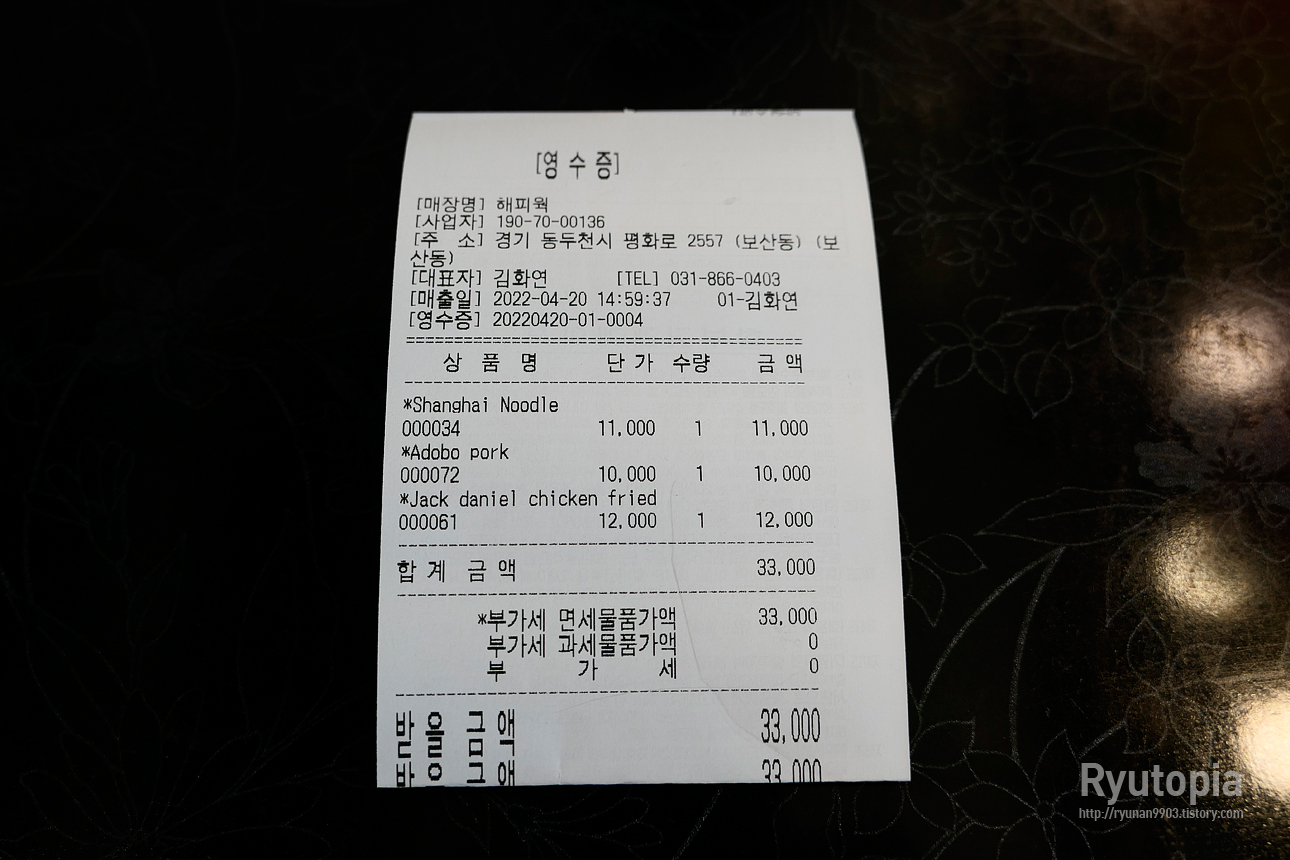 [영 수 증]
[매장명] 해피웍
[사업자] 190-70-00136
[주 소] 경기 동두천시 평화로 2557 (보산동) (보
산동)
[대표자] 김화연 [TEL] 031-866-0403
[매출일] 2022-04-20 14:59:37 01-김화연
[영수증] 20220420-01-0004
상 품 명 단 가 수량 금 액
*Shanghai Noodle
000034 11,000 1 11,000
*Adobo pork
000072 10,000 1 10,000
*Jack daniel chicken fried
000061 12,000 1 12,000
합 계 금 액 33,000
*부가세 면세물품가액 33,000
부가세 과세물품가액 0
부 가 세 0
받 을 금 액 33,000
받 은 금 액 33,000
Ryutopia
http://ryunan9903.tistory.com